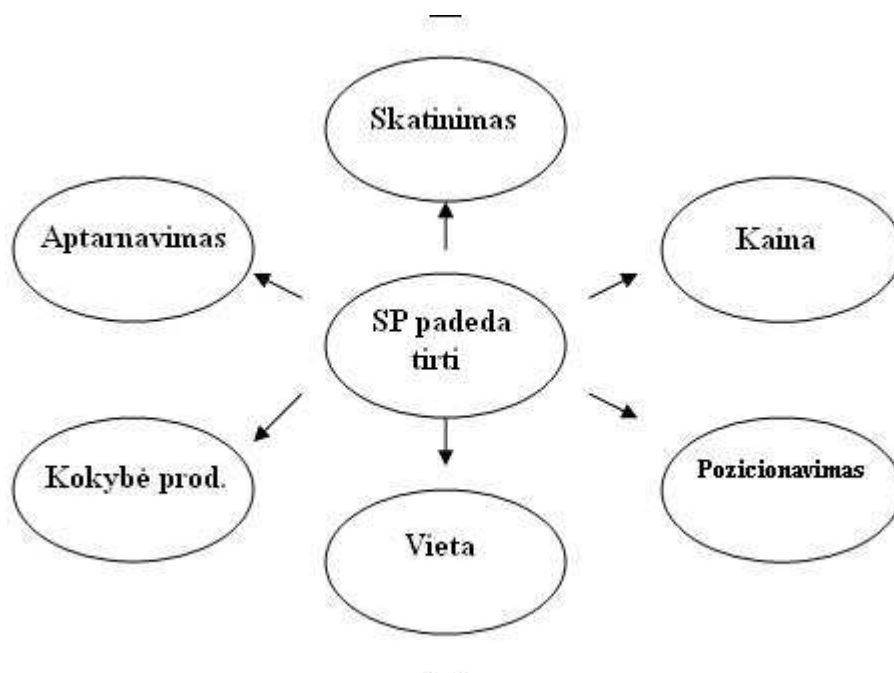 Skatinimas
Aptarnavimas
Kaina
SP padeda
tirti
Kokybė prod.
Pozicionavimas
Vieta